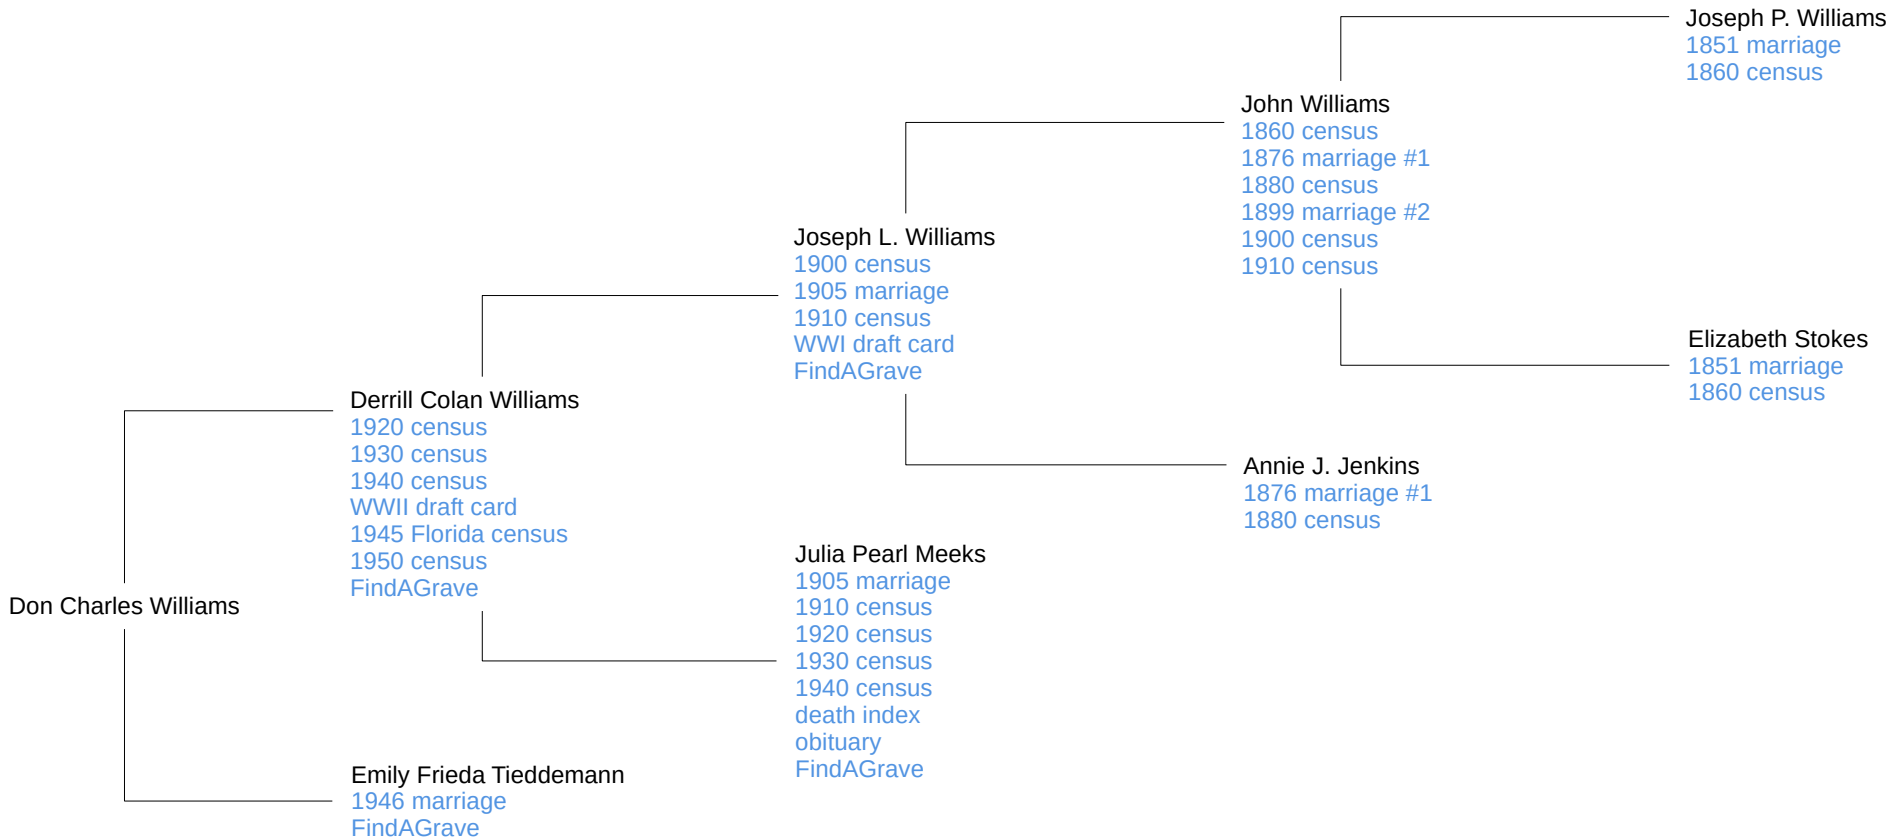 Joseph P. Williams
1851 marriage
1860 census
John Williams
1860 census
1876 marriage #1
1880 census
1899 marriage #2
1900 census
1910 census
Joseph L. Williams
1900 census
1905 marriage
1910 census
WWI draft card
FindAGrave
Elizabeth Stokes
1851 marriage
1860 census
Derrill Colan Williams
1920 census
1930 census
1940 census
WWII draft card
1945 Florida census
1950 census
FindAGrave
Annie J. Jenkins
1876 marriage #1
1880 census
Julia Pearl Meeks
1905 marriage
1910 census
1920 census
1930 census
1940 census
death index
obituary
FindAGrave
Don Charles Williams
Emily Frieda Tieddemann
1946 marriage
FindAGrave